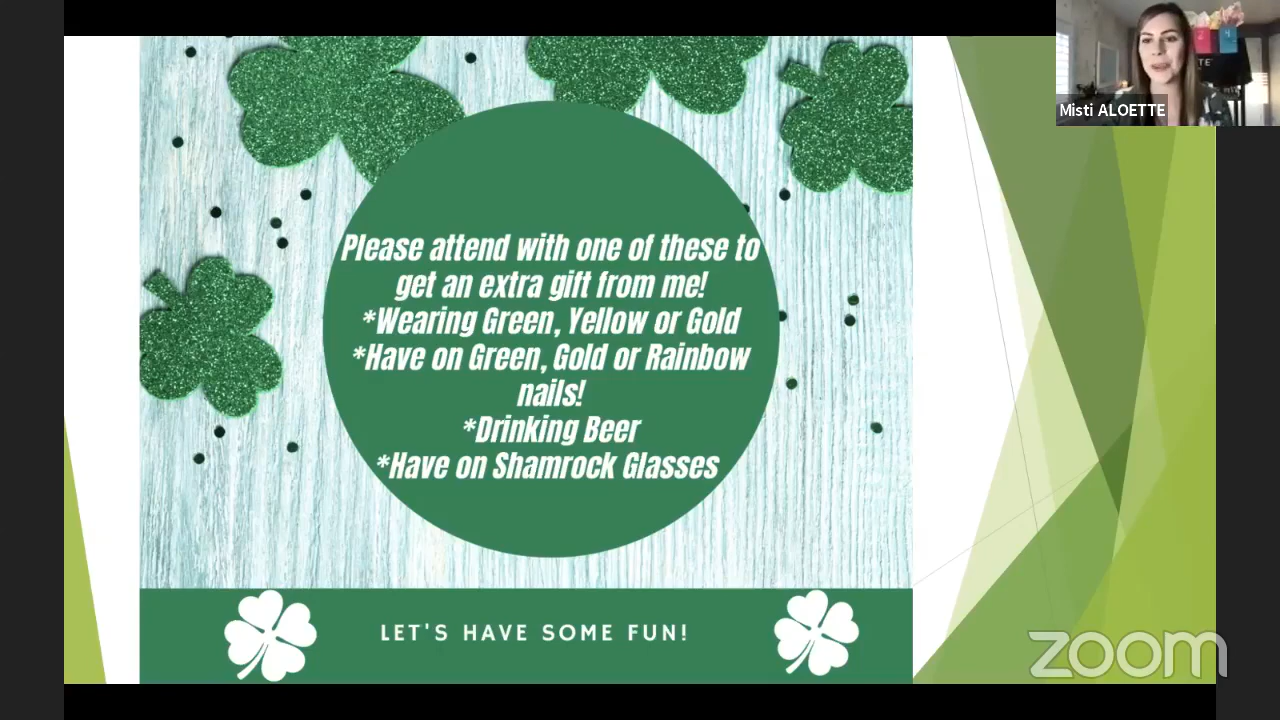 Please attend with one of these to
get an extra gift from me!
*Wearing Green, Yellow or Gold
*Have on Green, Gold or Rainbow
nails!
*Drinking Beer
*Have on Shamrock Glasses
LET'S HAVE SOME FUN!
Misti ALOETTE
zoom